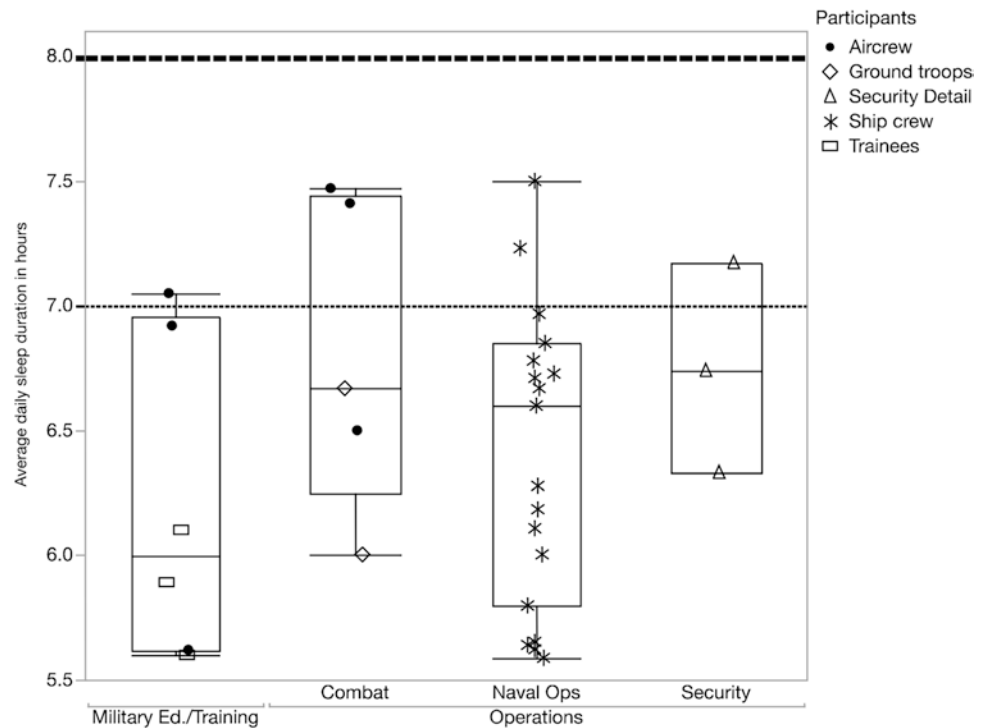 Participants
Aircrew
Ground troops
Security Detail
Ship crew
Trainees
Average daily sleep duration in hours
8.0
7.5
7.0
6.5
6.0
5.5
Combat
Naval Ops
Security
Military Ed./Training
Operations